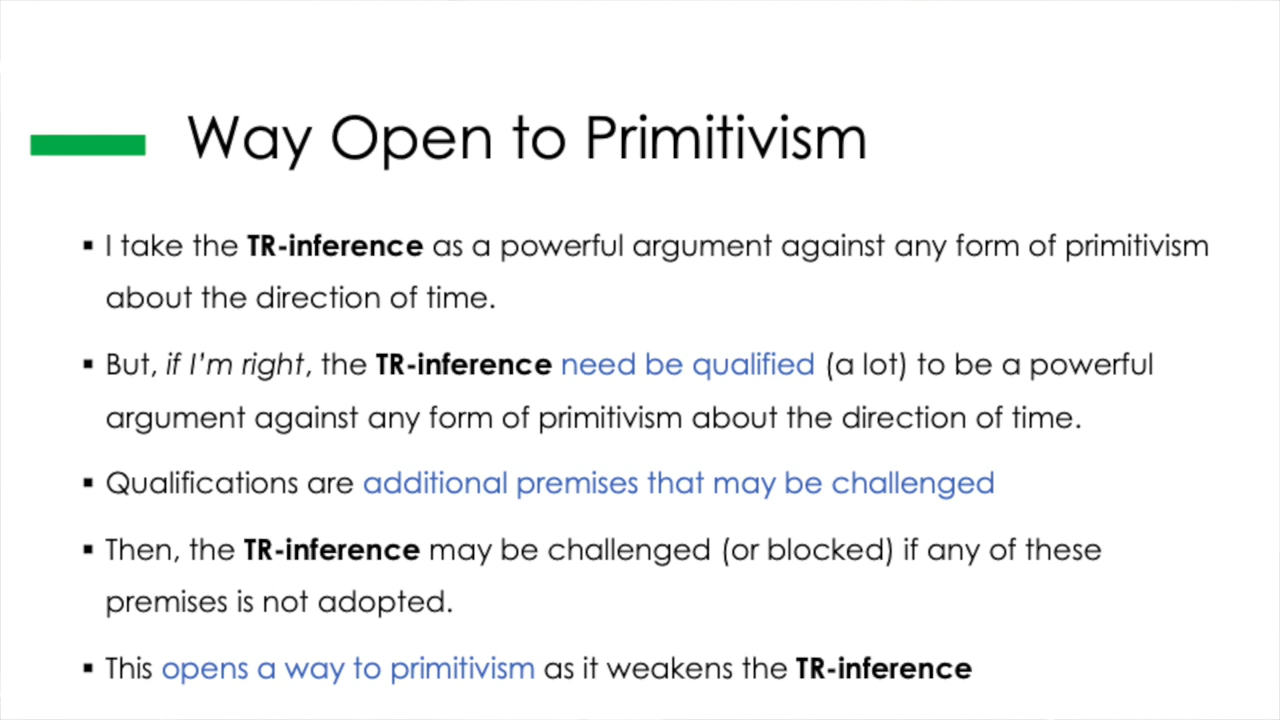 Way Open to Primitivism
▪ I take the TR-inference as a powerful argument against any form of primitivism
about the direction of time.
▪ But, if I'm right, the TR-inference need be qualified (a lot) to be a powerful
argument against any form of primitivism about the direction of time.
▪ Qualifications are additional premises that may be challenged
▪ Then, the TR-inference may be challenged (or blocked) if any of these
premises is not adopted.
▪ This opens a way to primitivism as it weakens the TR-inference